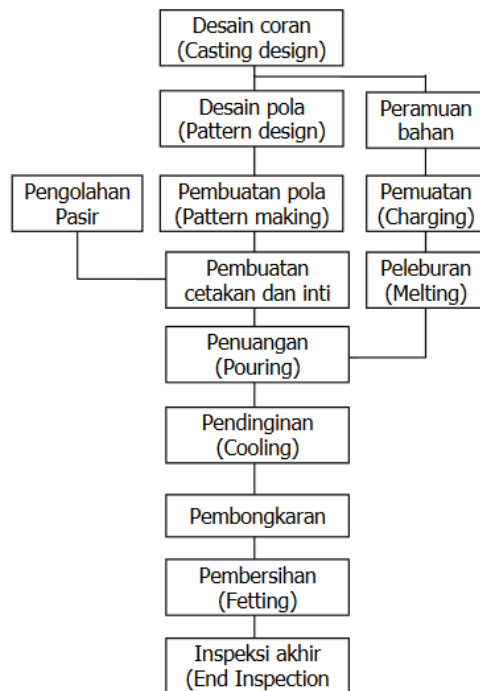 Desain coran
(Casting design)
Desain pola
(Pattern design)
Peramuan
bahan
Pengolahan
Pasir
Pembuatan pola
(Pattern making)
Pemuatan
(Charging)
Pembuatan
cetakan dan inti
Peleburan
(Melting)
Penuangan
(Pouring)
Pendinginan
(Cooling)
Pembongkaran
Pembersihan
(Fetting)
Inspeksi akhir
(End Inspection